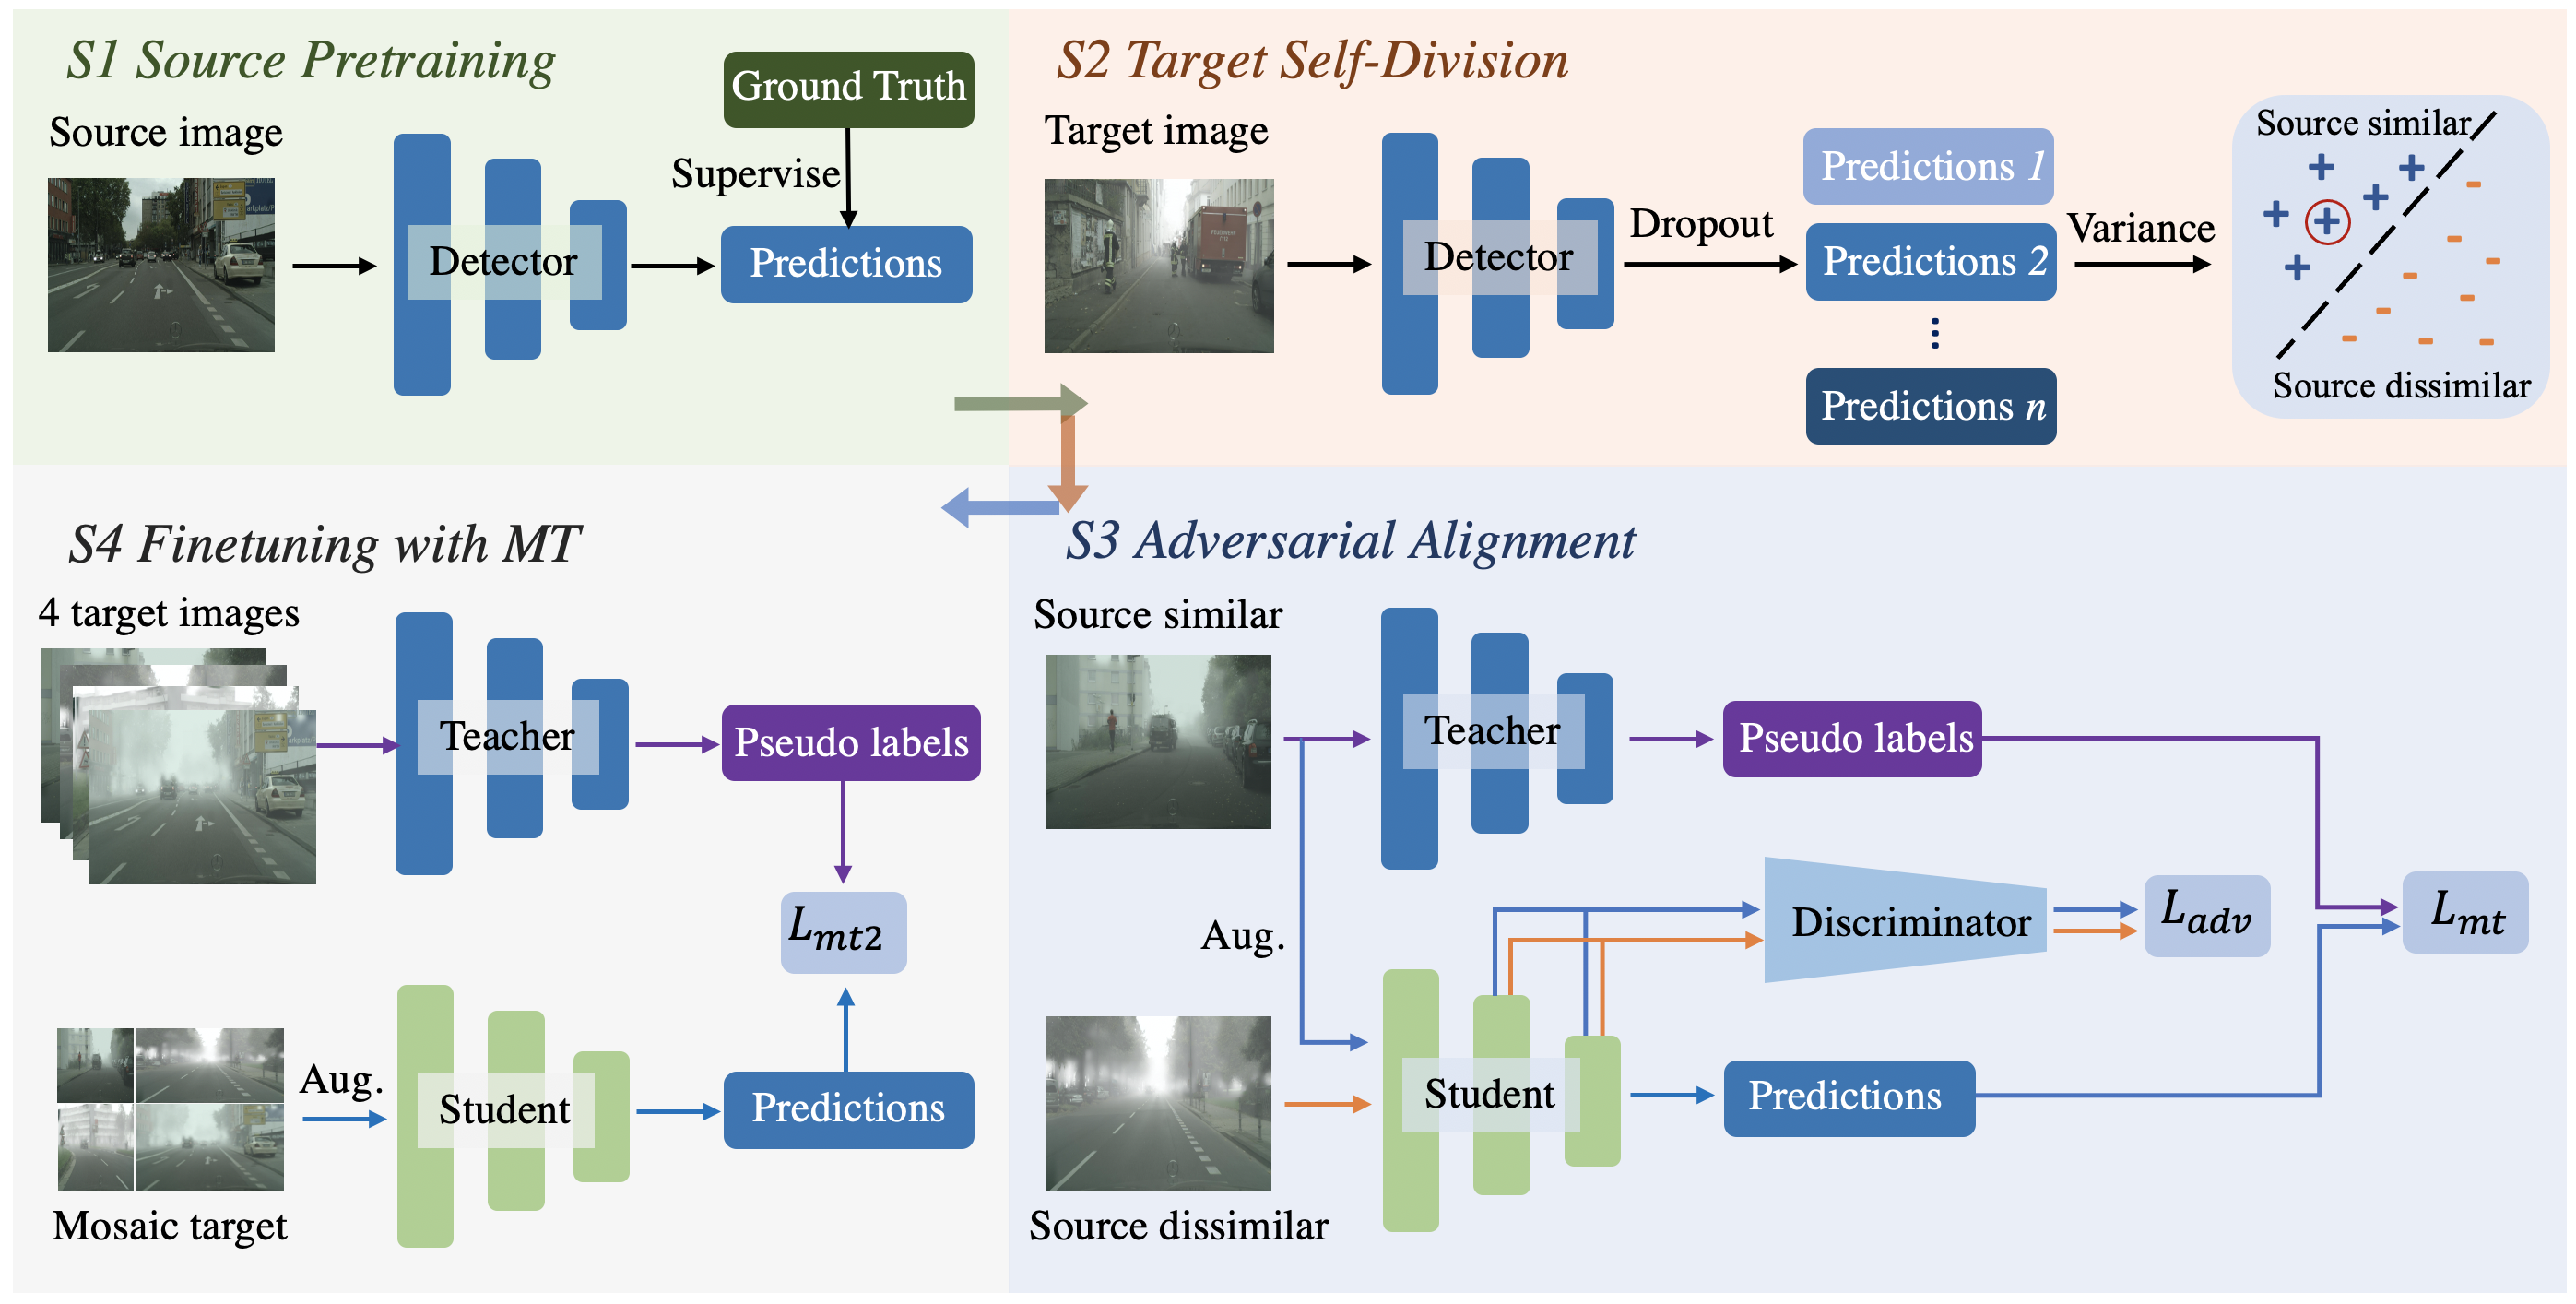 S1 Source Pretraining
Source image
Ground Truth
Supervise
Detector
Predictions
S2 Target Self-Division
Target image
Detector
Dropout
Predictions 1
Predictions 2
Predictions n
Variance
Source similar
Source dissimilar
S4 Finetuning with MT
4 target images
Teacher
Pseudo labels
L_{mt2}
Mosaic target
Aug.
Student
Predictions
S3 Adversarial Alignment
Source similar
Teacher
Pseudo labels
Aug.
Discriminator
L_{adv}
L_{mt}
Student
Predictions
Source dissimilar